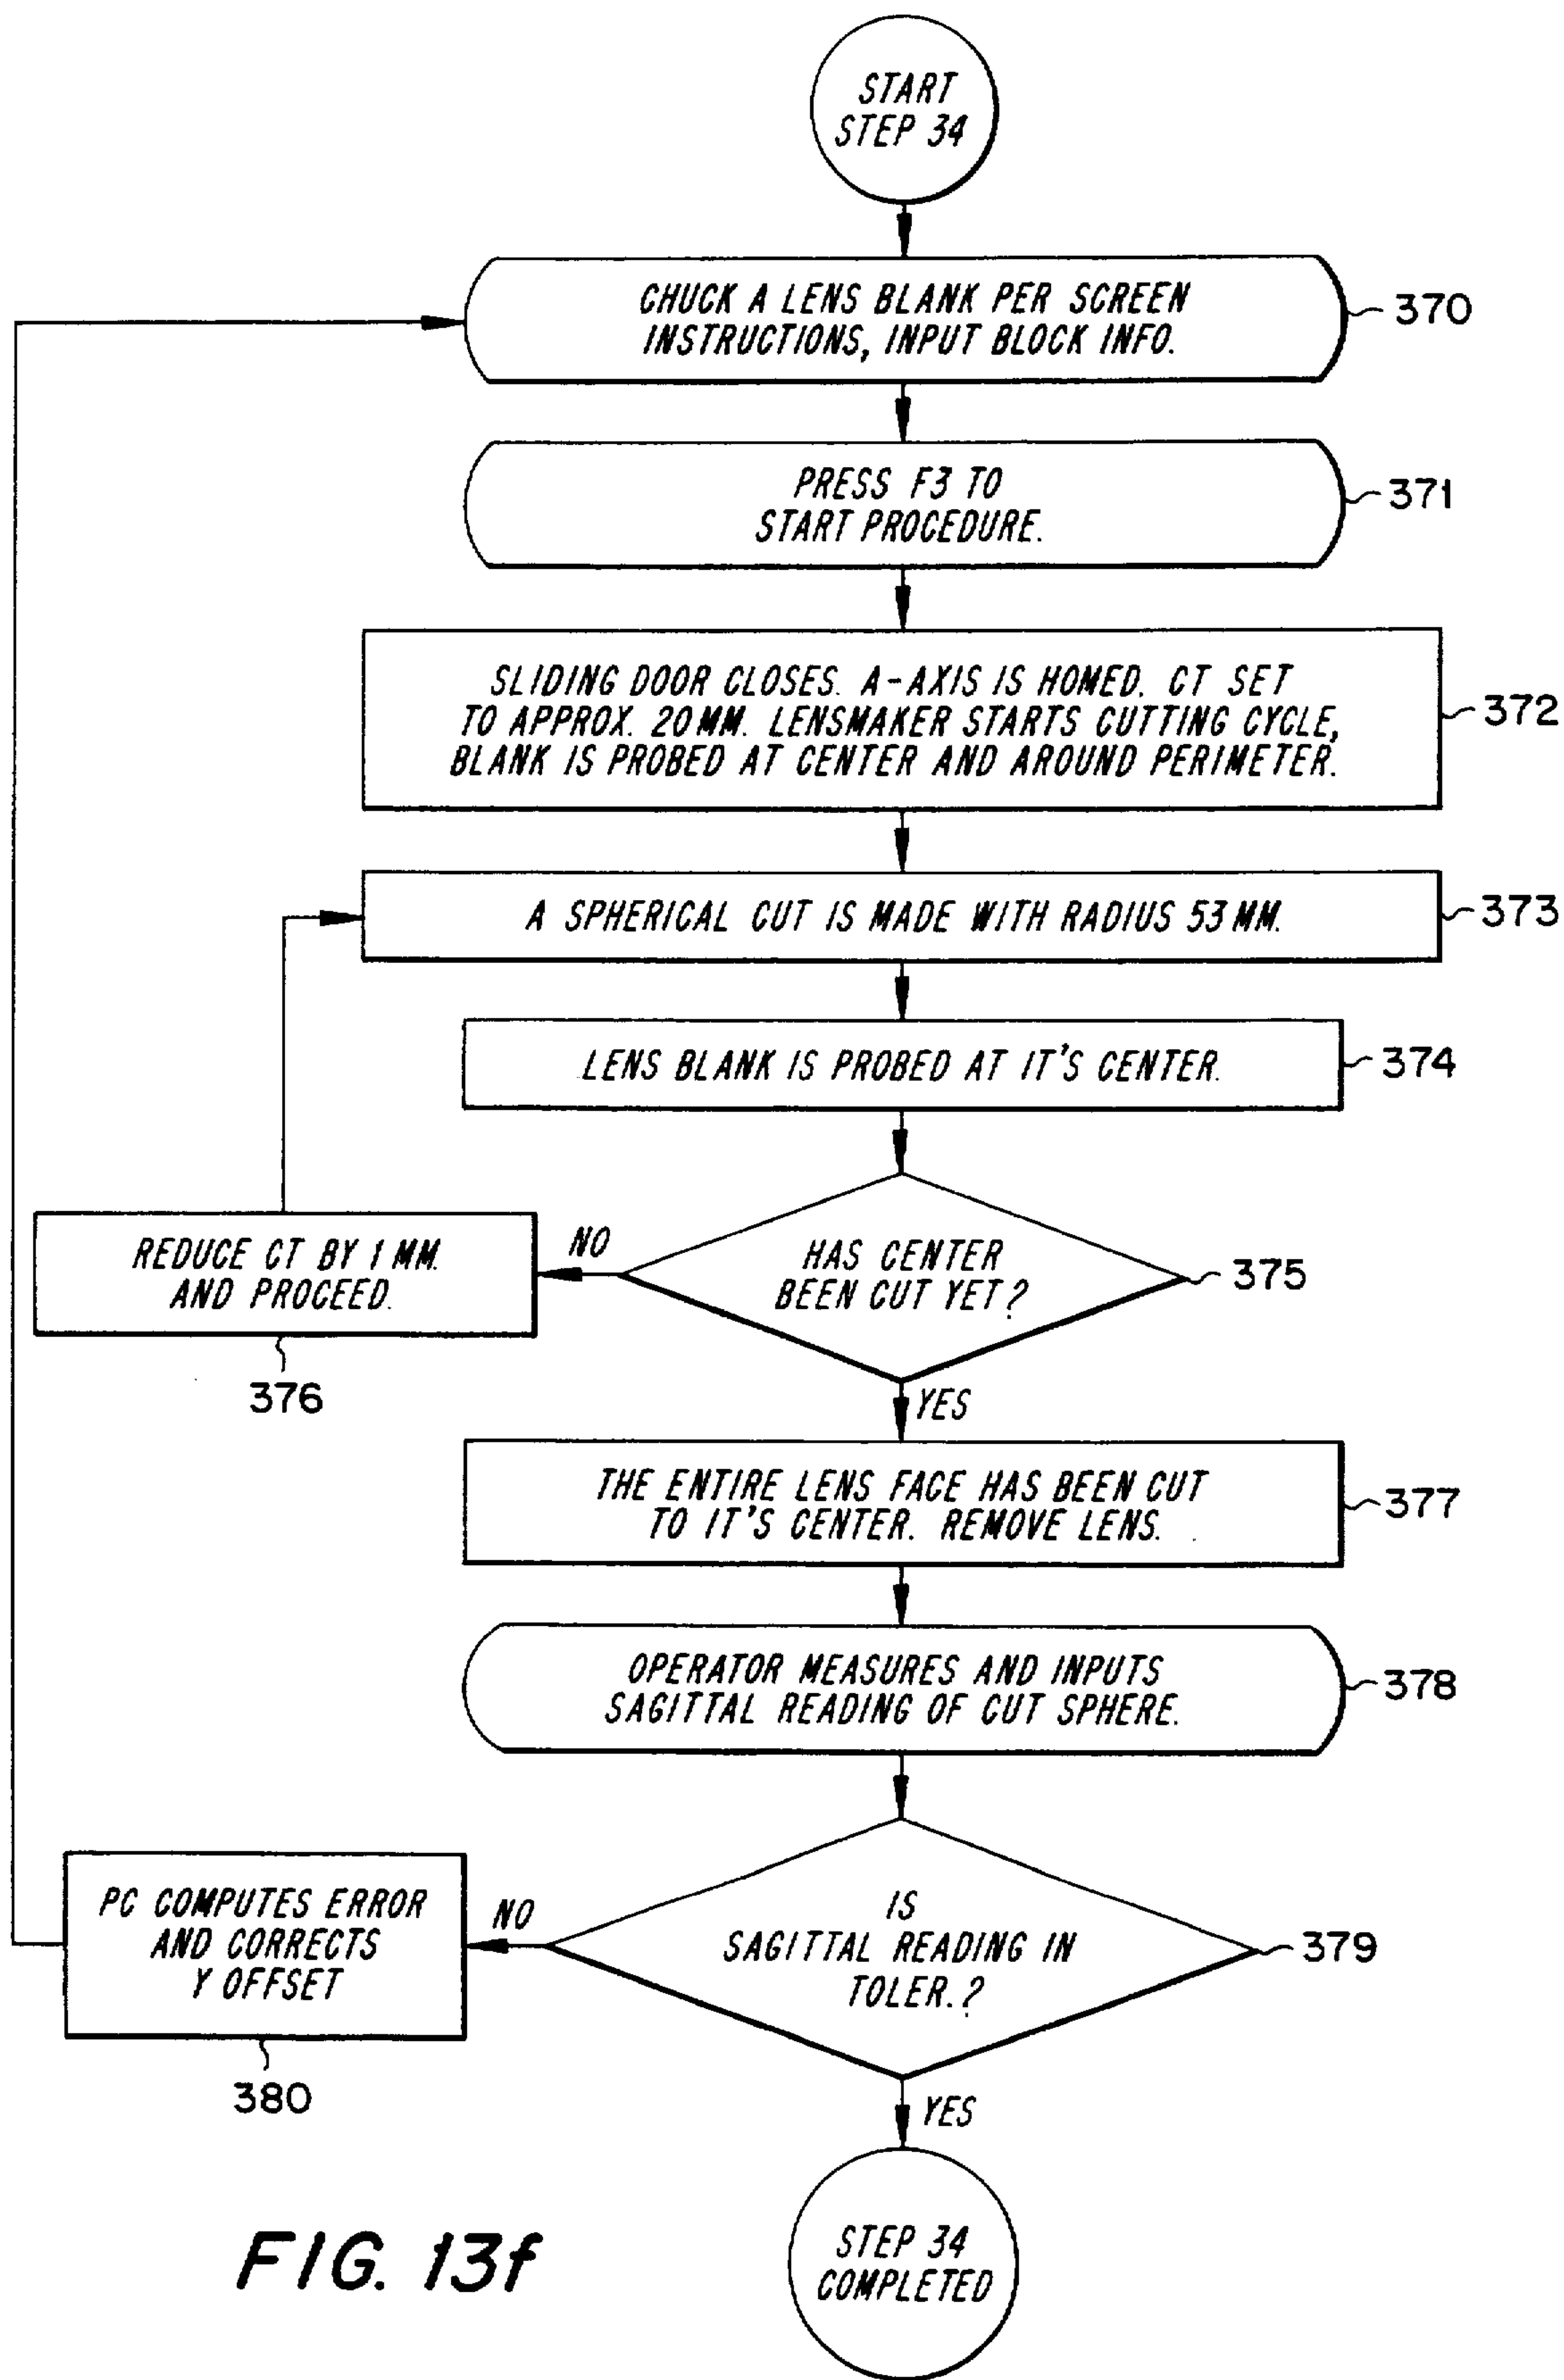 START
STEP 34
CHUCK A LENS BLANK PER SCREEN
INSTRUCTIONS, INPUT BLOCK INFO.
370
PRESS F3 TO
START PROCEDURE.
371
SLIDING DOOR CLOSES. A-AXIS IS HOMED. CT SET
TO APPROX. 20MM. LENSMAKER STARTS CUTTING CYCLE,
BLANK IS PROBED AT CENTER AND AROUND PERIMETER.
372
A SPHERICAL CUT IS MADE WITH RADIUS 53MM.
373
LENS BLANK IS PROBED AT IT'S CENTER.
374
HAS CENTER
BEEN CUT YET?
375
NO
REDUCE CT BY 1 MM.
AND PROCEED.
376
YES
THE ENTIRE LENS FACE HAS BEEN CUT
TO IT'S CENTER. REMOVE LENS.
377
OPERATOR MEASURES AND INPUTS
SAGITTAL READING OF CUT SPHERE.
378
IS
SAGITTAL READING IN
TOLER.?
379
NO
PC COMPUTES ERROR
AND CORRECTS
Y OFFSET
380
YES
STEP 34
COMPLETED
FIG. 13f